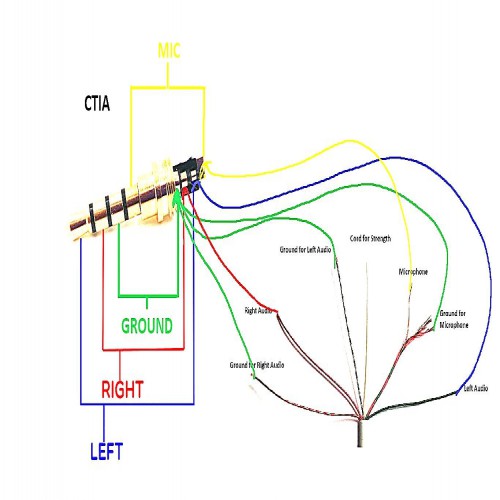 MIC
CTIA
Cord for Strength
Ground for Left Audio
Microphone
Right Audio
Ground for
Microphone
GROUND
Ground for Right Audio
RIGHT
Left Audio
LEFT